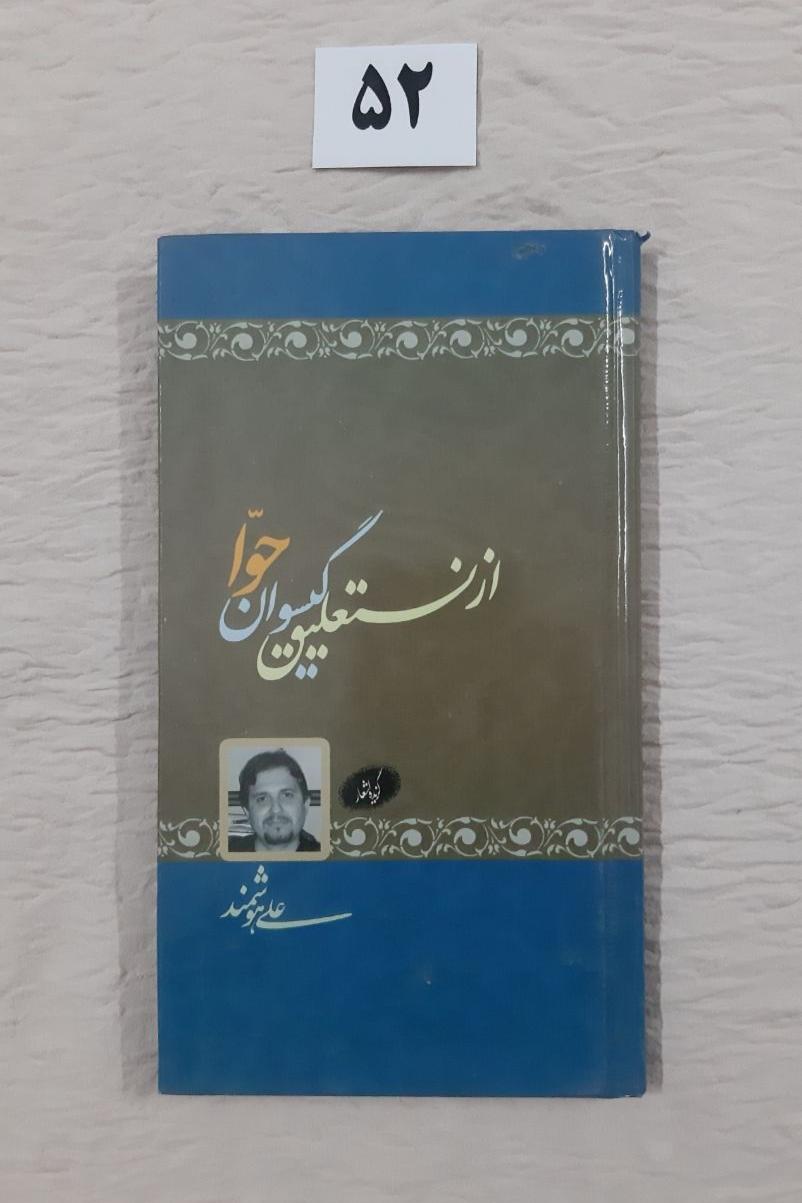 ۵۲
از نستعلیق گیسوان حوّا
گزیده اشعار
علی هوشمند